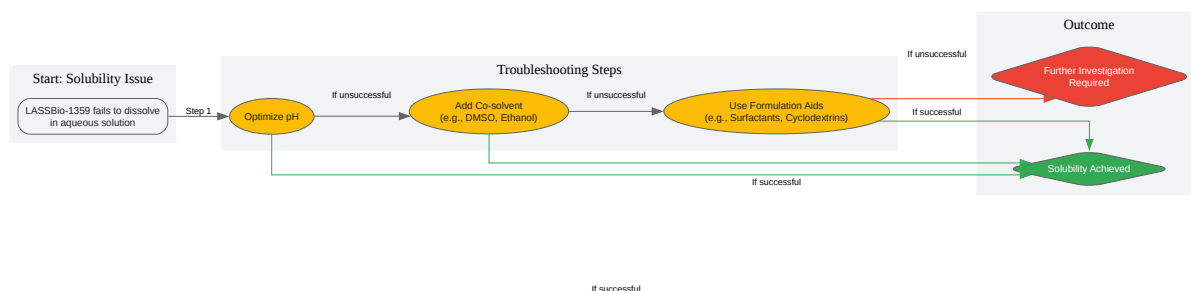 Start: Solubility Issue
LASSBio-1359 fails to dissolve
in aqueous solution
Step 1
Troubleshooting Steps
Optimize pH
If unsuccessful
Add Co-solvent
(e.g., DMSO, Ethanol)
If unsuccessful
Use Formulation Aids
(e.g., Surfactants, Cyclodextrins)
If unsuccessful
If successful
Outcome
Further Investigation
Required
Solubility Achieved
If successful
If successful